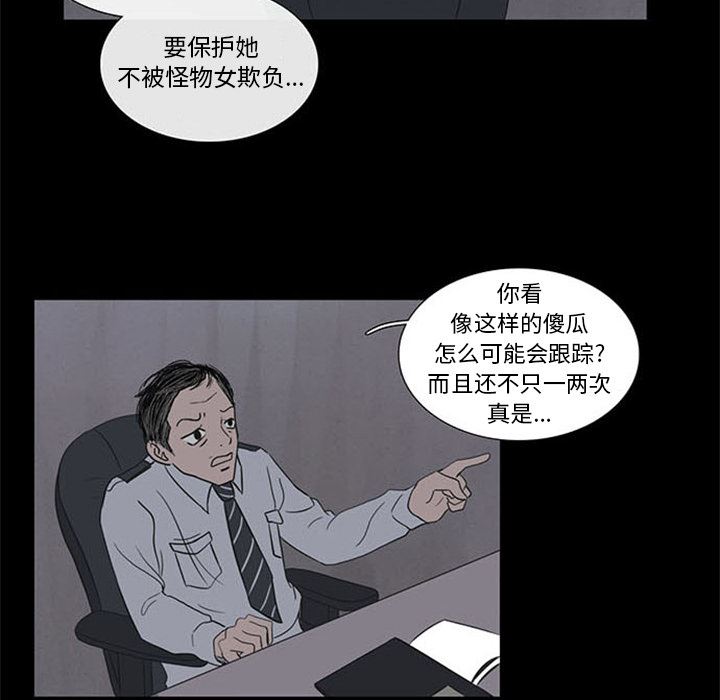 要保护她
不被怪物女欺负...
你看
像这样的傻瓜
怎么可能会跟踪?
而且还不只一两次
真是...